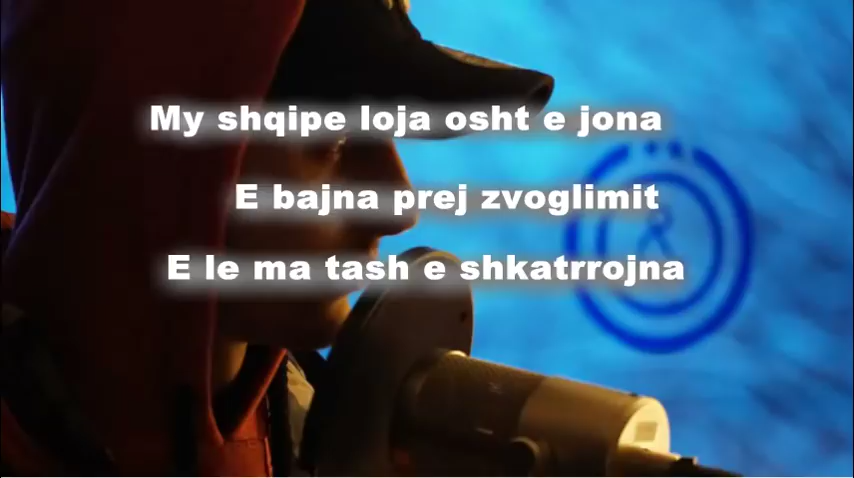 My shqipe loja osht e jona
E bajna prej zvoglimit
E le ma tash e shkatrrojna